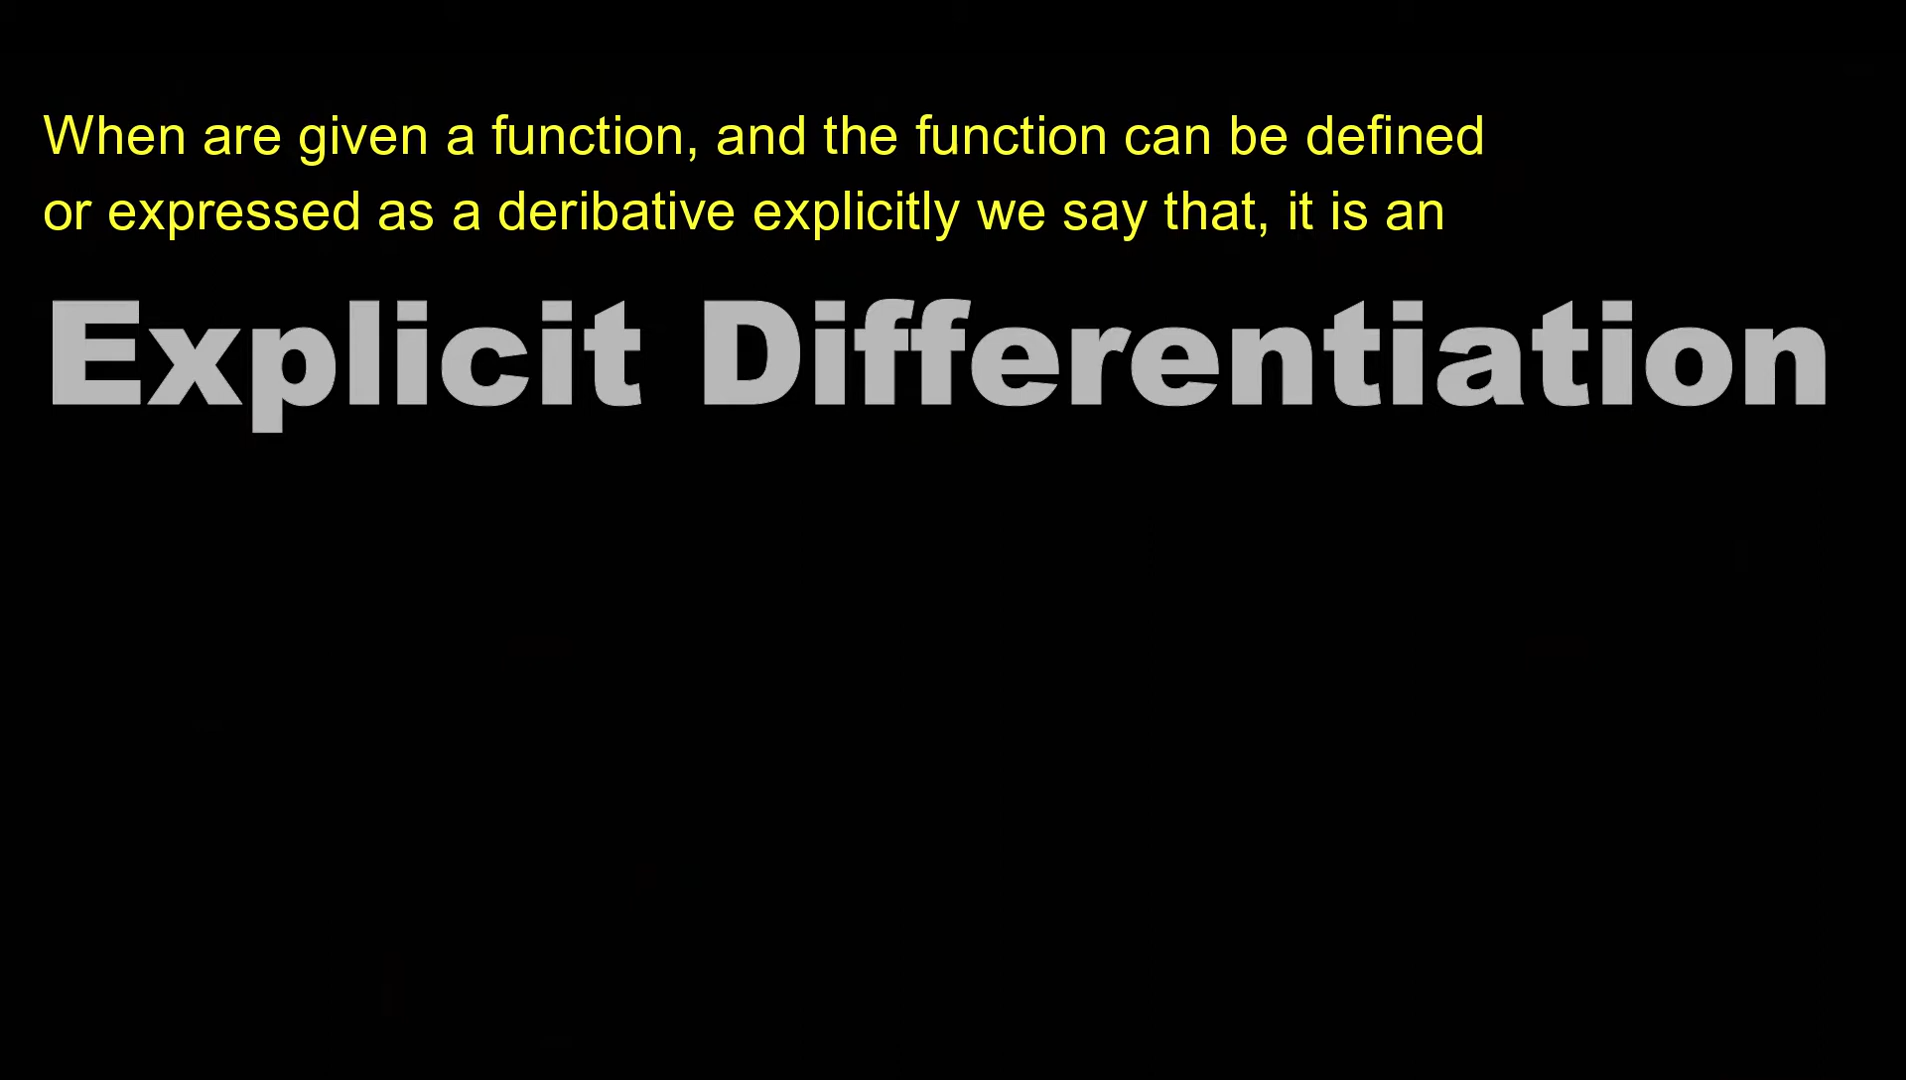 When are given a function, and the function can be defined
or expressed as a deribative explicitly we say that, it is an
Explicit Differentiation